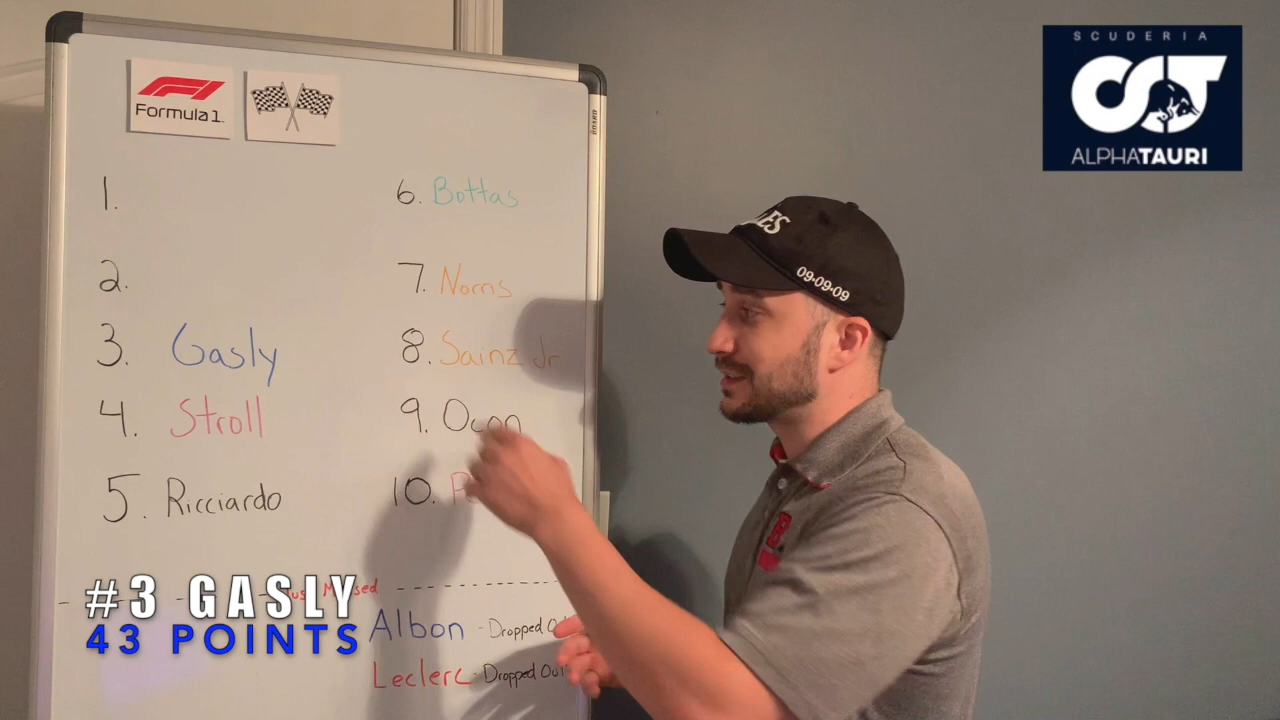 SCUDERIA
ALPHATAURI
Formula 1
BOARD
1.
2.
3. Gasly
4. Stroll
5. Ricciardo
6. Bottas
7. Norris
8. Sainz Jr
9. Ocon
10.
#3 GASLY
43 POINTS
Albon - Dropped
Leclerc - Dropped Out
09-09-09